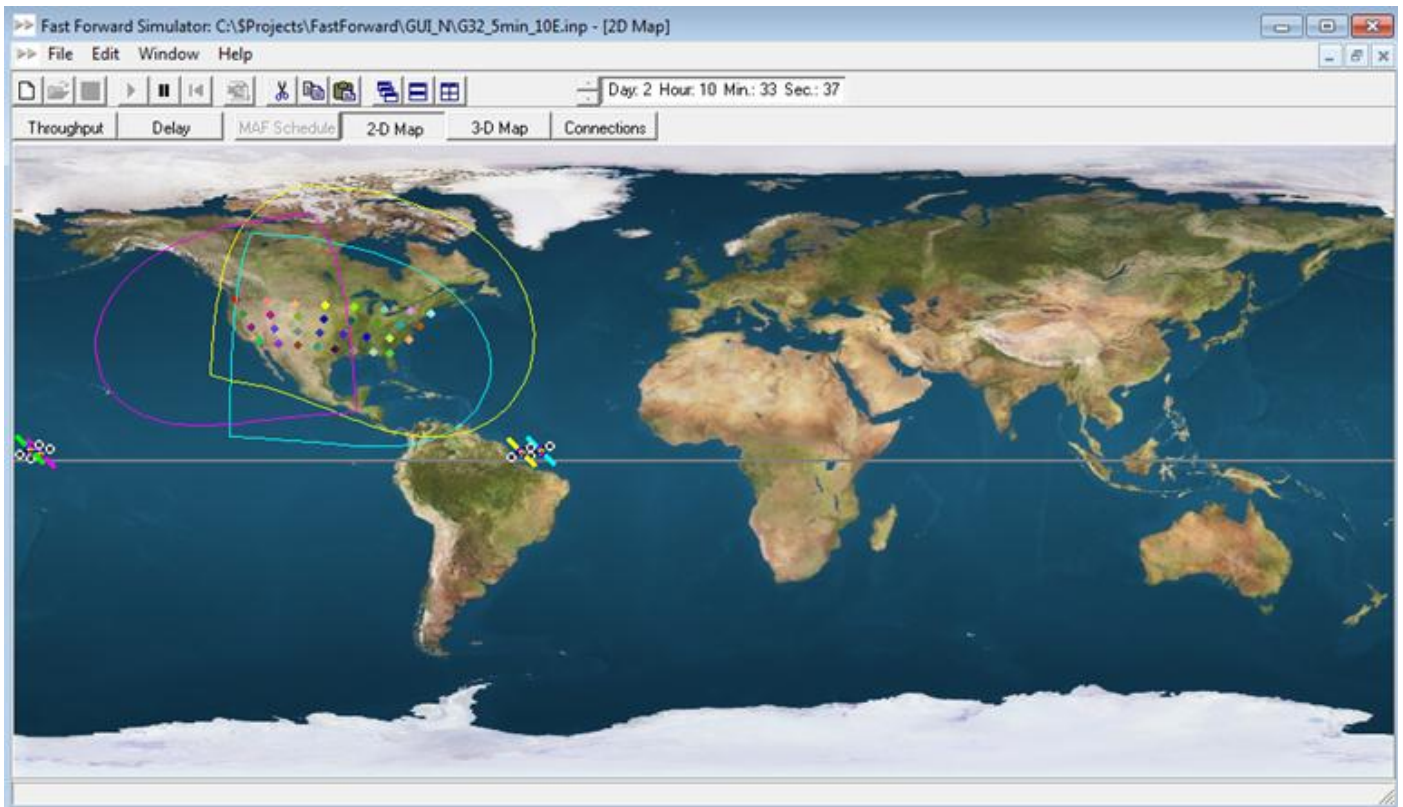 Fast Forward Simulator: C:\$Projects\FastForward\GUI_N\G32_5min_10E.inp - [2D Map]
File Edit Window Help
Day: 2 Hour: 10 Min.: 33 Sec.: 37
Throughput Delay MAF Schedule 2-D Map 3-D Map Connections